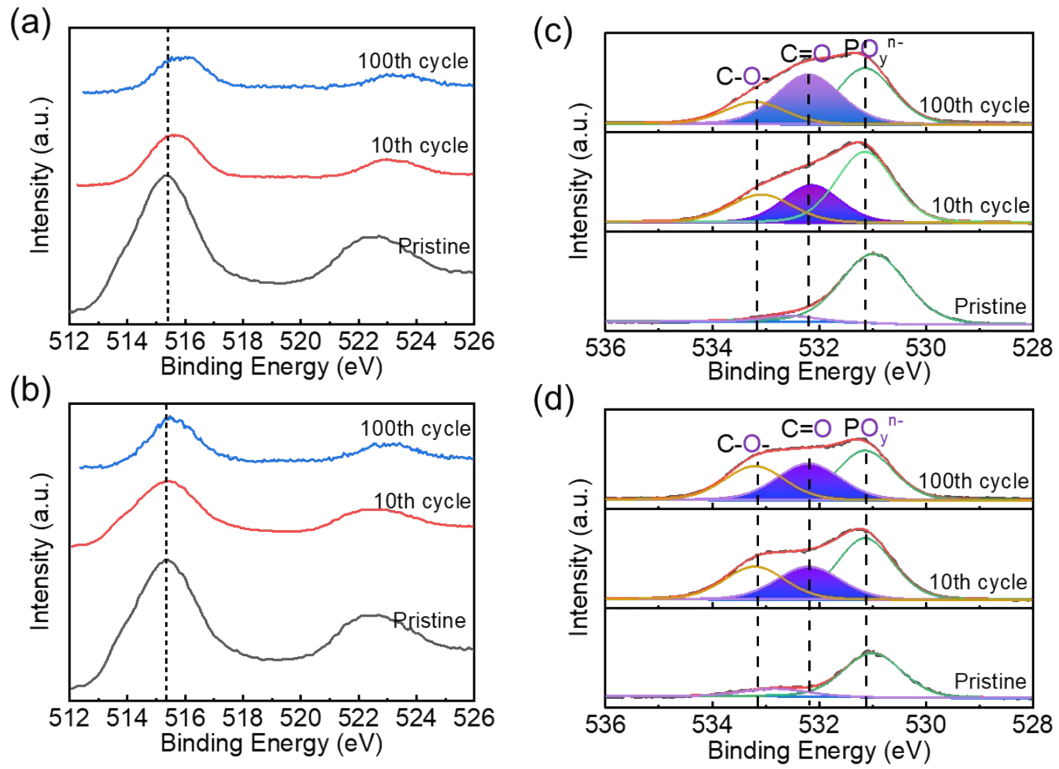 (a)
100th cycle
10th cycle
Pristine
Intensity (a.u.)
512 514 516 518 520 522 524 526
Binding Energy (eV)
(b)
100th cycle
10th cycle
Pristine
Intensity (a.u.)
512 514 516 518 520 522 524 526
Binding Energy (eV)
(c)
C-O- C=O PO_y^n-
100th cycle
10th cycle
Pristine
Intensity (a.u.)
536 534 532 530 528
Binding Energy (eV)
(d)
C-O- C=O PO_y^n-
100th cycle
10th cycle
Pristine
Intensity (a.u.)
536 534 532 530 528
Binding Energy (eV)